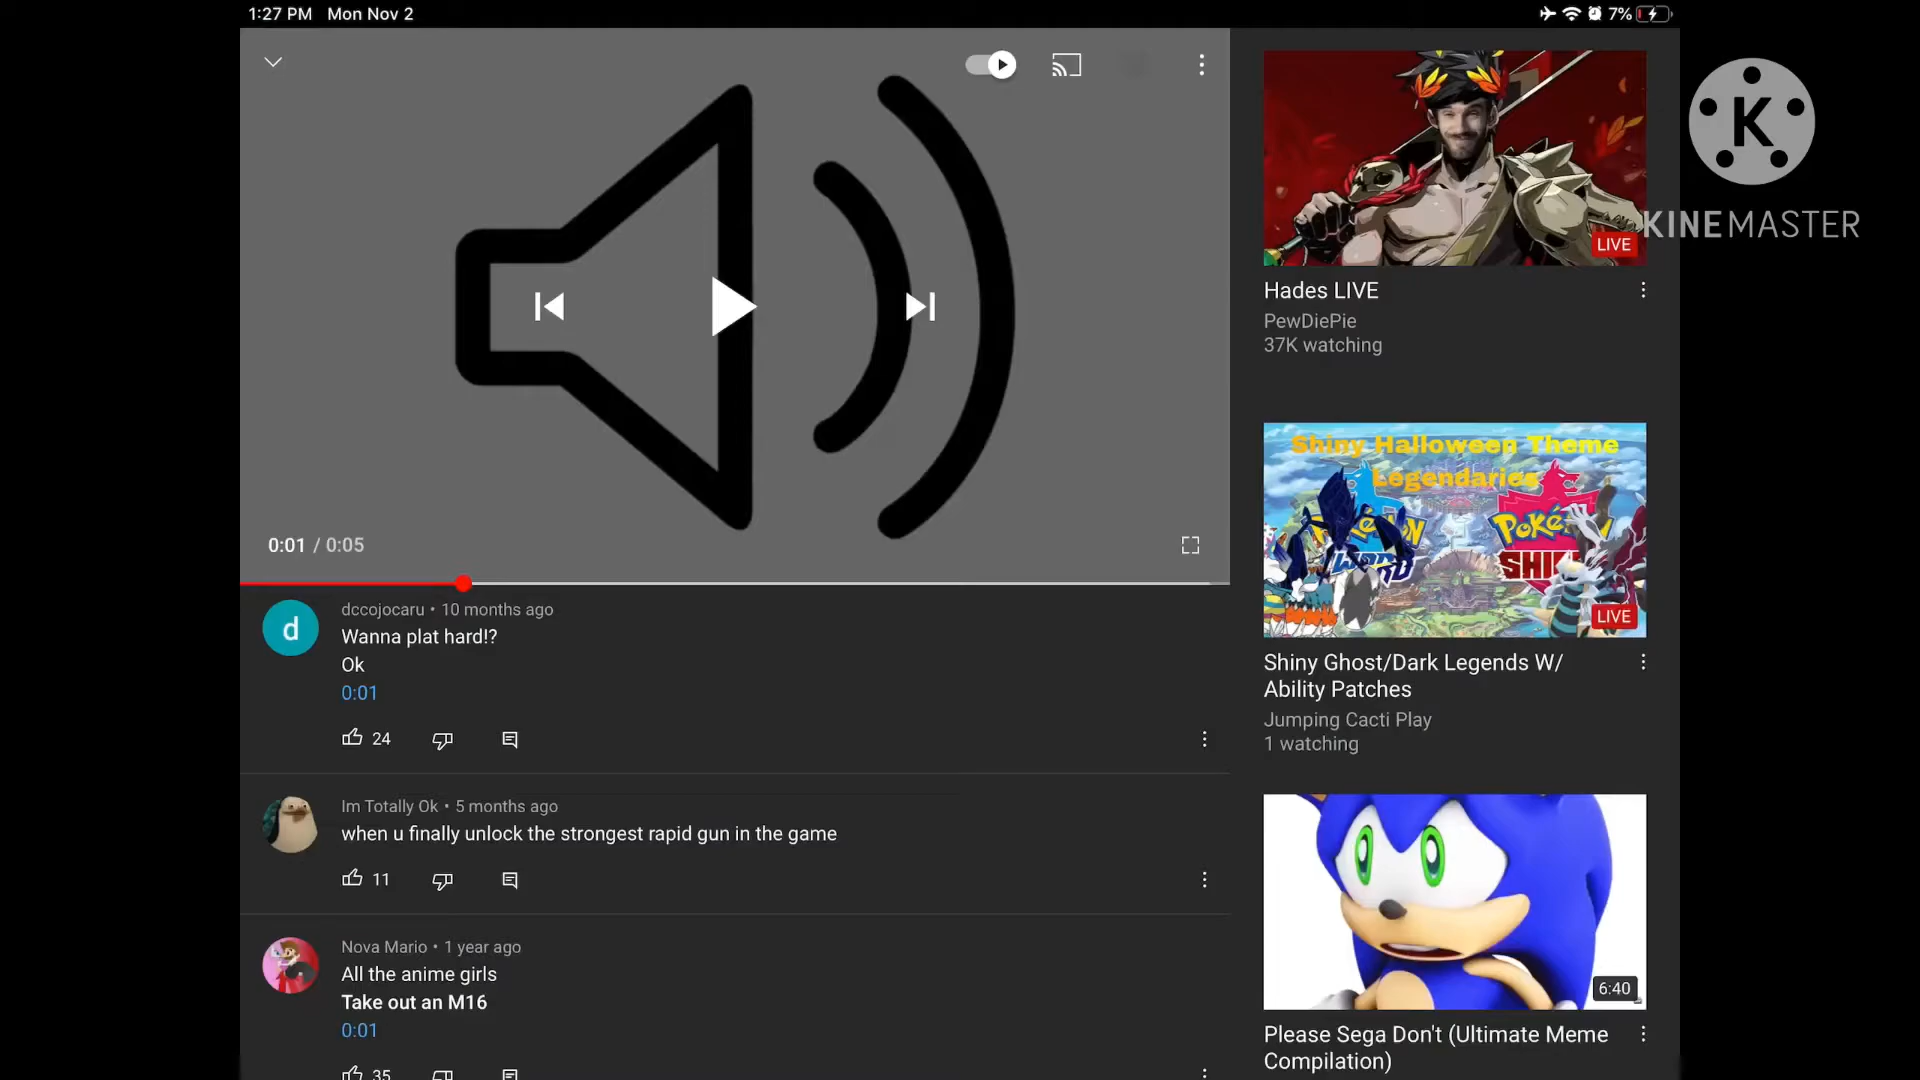 1:27 PM Mon Nov 2
7%
0:01 / 0:05
dccojocaru • 10 months ago
Wanna plat hard!?
Ok
0:01
24
Im Totally Ok • 5 months ago
when u finally unlock the strongest rapid gun in the game
11
Nova Mario • 1 year ago
All the anime girls
Take out an M16
0:01
35
LIVE
Hades LIVE
PewDiePie
37K watching
Shiny Halloween Theme
Legendaries
Pokémon
Pokémon
LIVE
Shiny Ghost/Dark Legends W/
Ability Patches
Jumping Cacti Play
1 watching
6:40
Please Sega Don't (Ultimate Meme
Compilation)
K
KINEMASTER
d